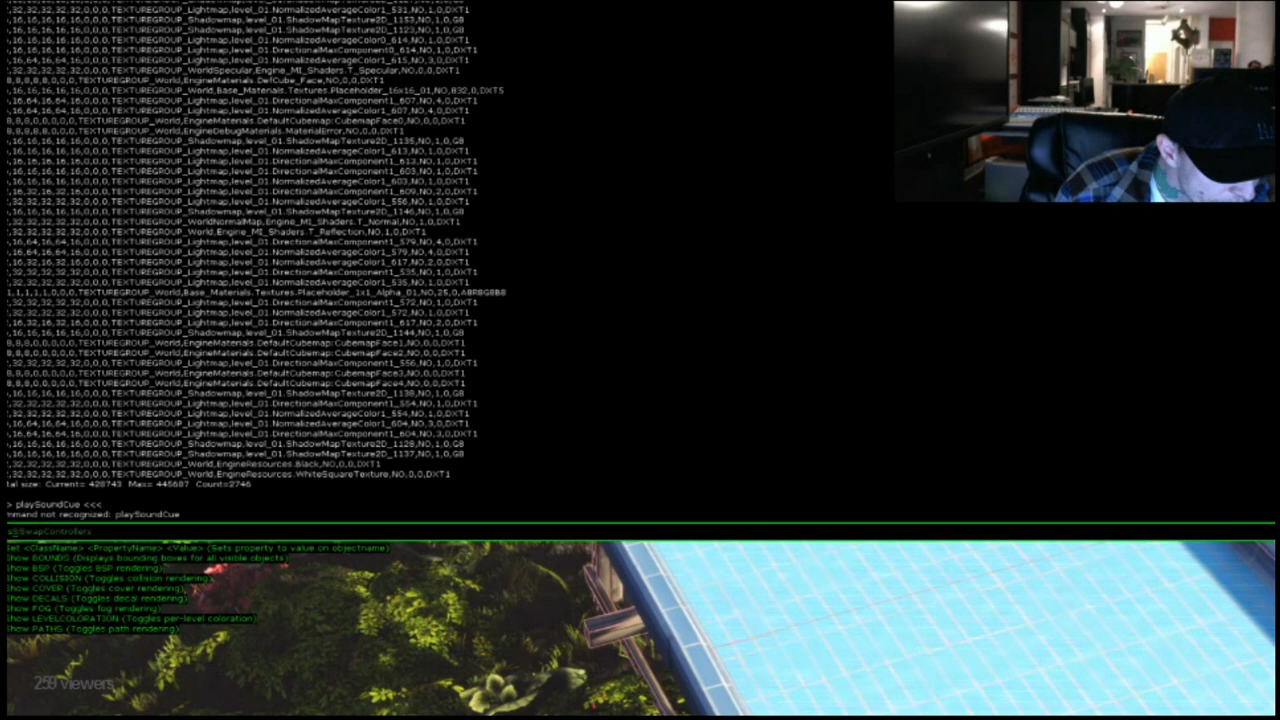 ,32,32,32,32,32,0,0,0,TEXTUREGROUP_Lightmap,level_01.NormalizedAverageColor1_531,NO,1,0,DXT1
,16,16,16,16,16,0,0,0,TEXTUREGROUP_Shadowmap,level_01.ShadowMapTexture2D_1153,NO,1,0,G8
,16,16,16,16,16,0,0,0,TEXTUREGROUP_Shadowmap,level_01.ShadowMapTexture2D_1123,NO,1,0,G8
,16,16,16,16,16,0,0,0,TEXTUREGROUP_Lightmap,level_01.NormalizedAverageColor0_614,NO,1,0,DXT1
,16,16,16,16,16,0,0,0,TEXTUREGROUP_Lightmap,level_01.DirectionalMaxComponent0_614,NO,1,0,DXT1
,16,64,16,64,16,0,0,0,TEXTUREGROUP_Lightmap,level_01.NormalizedAverageColor1_615,NO,3,0,DXT1
,32,32,32,32,32,0,0,0,TEXTUREGROUP_WorldSpecular,Engine_MI_Shaders.T_Specular,NO,0,0,DXT1
8,8,8,8,0,0,0,TEXTUREGROUP_World,EngineMaterials.DefCube_Face,NO,0,0,DXT1
,16,16,16,16,16,0,0,0,TEXTUREGROUP_World,Base_Materials.Textures.Placeholder_16x16_01,NO,832,0,DXT5
,16,64,16,64,16,0,0,0,TEXTUREGROUP_Lightmap,level_01.DirectionalMaxComponent1_607,NO,4,0,DXT1
,16,64,16,64,16,0,0,0,TEXTUREGROUP_Lightmap,level_01.NormalizedAverageColor1_607,NO,4,0,DXT1
8,8,8,8,0,0,0,0,TEXTUREGROUP_World,EngineMaterials.DefaultCubemap:CubemapFace0,NO,0,0,DXT1
8,8,8,8,8,0,0,0,TEXTUREGROUP_World,EngineDebugMaterials.MaterialError,NO,0,0,DXT1
,16,16,16,16,16,0,0,0,TEXTUREGROUP_Shadowmap,level_01.ShadowMapTexture2D_1135,NO,1,0,G8
,16,16,16,16,16,0,0,0,TEXTUREGROUP_Lightmap,level_01.NormalizedAverageColor1_613,NO,1,0,DXT1
,16,16,16,16,16,0,0,0,TEXTUREGROUP_Lightmap,level_01.DirectionalMaxComponent1_613,NO,1,0,DXT1
,16,16,16,16,16,0,0,0,TEXTUREGROUP_Lightmap,level_01.DirectionalMaxComponent1_603,NO,1,0,DXT1
,16,16,16,16,16,0,0,0,TEXTUREGROUP_Lightmap,level_01.NormalizedAverageColor1_603,NO,1,0,DXT1
,16,32,16,32,16,0,0,0,TEXTUREGROUP_Lightmap,level_01.DirectionalMaxComponent1_609,NO,2,0,DXT1
,32,32,32,32,32,0,0,0,TEXTUREGROUP_Lightmap,level_01.NormalizedAverageColor1_556,NO,1,0,DXT1
,16,16,16,16,16,0,0,0,TEXTUREGROUP_Shadowmap,level_01.ShadowMapTexture2D_1146,NO,1,0,G8
,32,32,32,32,32,0,0,0,TEXTUREGROUP_WorldNormalMap,Engine_MI_Shaders.T_Normal,NO,1,0,DXT1
,32,32,32,32,32,0,0,0,TEXTUREGROUP_World,Engine_MI_Shaders.T_Reflection,NO,1,0,DXT1
,16,64,16,64,16,0,0,0,TEXTUREGROUP_Lightmap,level_01.DirectionalMaxComponent1_579,NO,4,0,DXT1
,16,64,16,64,16,0,0,0,TEXTUREGROUP_Lightmap,level_01.NormalizedAverageColor1_579,NO,4,0,DXT1
,16,32,16,32,16,0,0,0,TEXTUREGROUP_Lightmap,level_01.NormalizedAverageColor1_617,NO,2,0,DXT1
,32,32,32,32,32,0,0,0,TEXTUREGROUP_Lightmap,level_01.DirectionalMaxComponent1_535,NO,1,0,DXT1
,32,32,32,32,32,0,0,0,TEXTUREGROUP_Lightmap,level_01.NormalizedAverageColor1_535,NO,1,0,DXT1
1,1,1,1,1,0,0,0,TEXTUREGROUP_World,Base_Materials.Textures.Placeholder_1x1_Alpha_01,NO,25,0,A8R8G8B8
,32,32,32,32,32,0,0,0,TEXTUREGROUP_Lightmap,level_01.DirectionalMaxComponent1_572,NO,1,0,DXT1
,32,32,32,32,32,0,0,0,TEXTUREGROUP_Lightmap,level_01.NormalizedAverageColor1_572,NO,1,0,DXT1
,16,32,16,32,16,0,0,0,TEXTUREGROUP_Lightmap,level_01.DirectionalMaxComponent1_617,NO,2,0,DXT1
,16,16,16,16,16,0,0,0,TEXTUREGROUP_Shadowmap,level_01.ShadowMapTexture2D_1144,NO,1,0,G8
8,8,8,8,0,0,0,0,TEXTUREGROUP_World,EngineMaterials.DefaultCubemap:CubemapFace1,NO,0,0,DXT1
8,8,8,8,0,0,0,0,TEXTUREGROUP_World,EngineMaterials.DefaultCubemap:CubemapFace2,NO,0,0,DXT1
,32,32,32,32,32,0,0,0,TEXTUREGROUP_Lightmap,level_01.DirectionalMaxComponent1_556,NO,1,0,DXT1
8,8,8,8,0,0,0,0,TEXTUREGROUP_World,EngineMaterials.DefaultCubemap:CubemapFace3,NO,0,0,DXT1
8,8,8,8,0,0,0,0,TEXTUREGROUP_World,EngineMaterials.DefaultCubemap:CubemapFace4,NO,0,0,DXT1
,16,16,16,16,16,0,0,0,TEXTUREGROUP_Shadowmap,level_01.ShadowMapTexture2D_1138,NO,1,0,G8
,32,32,32,32,32,0,0,0,TEXTUREGROUP_Lightmap,level_01.DirectionalMaxComponent1_554,NO,1,0,DXT1
,32,32,32,32,32,0,0,0,TEXTUREGROUP_Lightmap,level_01.NormalizedAverageColor1_554,NO,1,0,DXT1
,16,64,16,64,16,0,0,0,TEXTUREGROUP_Lightmap,level_01.NormalizedAverageColor1_604,NO,3,0,DXT1
,16,64,16,64,16,0,0,0,TEXTUREGROUP_Lightmap,level_01.DirectionalMaxComponent1_604,NO,3,0,DXT1
,16,16,16,16,16,0,0,0,TEXTUREGROUP_Shadowmap,level_01.ShadowMapTexture2D_1128,NO,1,0,G8
,16,16,16,16,16,0,0,0,TEXTUREGROUP_Shadowmap,level_01.ShadowMapTexture2D_1137,NO,1,0,G8
,32,32,32,32,32,0,0,0,TEXTUREGROUP_World,EngineResources.Black,NO,0,0,DXT1
,32,32,32,32,32,0,0,0,TEXTUREGROUP_World,EngineResources.WhiteSquareTexture,NO,0,0,DXT1
tal size: Current= 428743 Max= 445687 Count=2746
> playSoundCue <<<
mmand not recognized: playSoundCue
SSwapControllers
Set <ClassName> <PropertyName> <Value> (Sets property to value on objectname)
Show BOUNDS (Displays bounding boxes for all visible objects)
Show BSP (Toggles BSP rendering)
Show COLLISION (Toggles collision rendering)
Show COVER (Toggles cover rendering)
Show DECALS (Toggles decal rendering)
Show FOG (Toggles fog rendering)
Show LEVELCOLORATION (Toggles per-level coloration)
Show PATHS (Toggles path rendering)
259 viewers